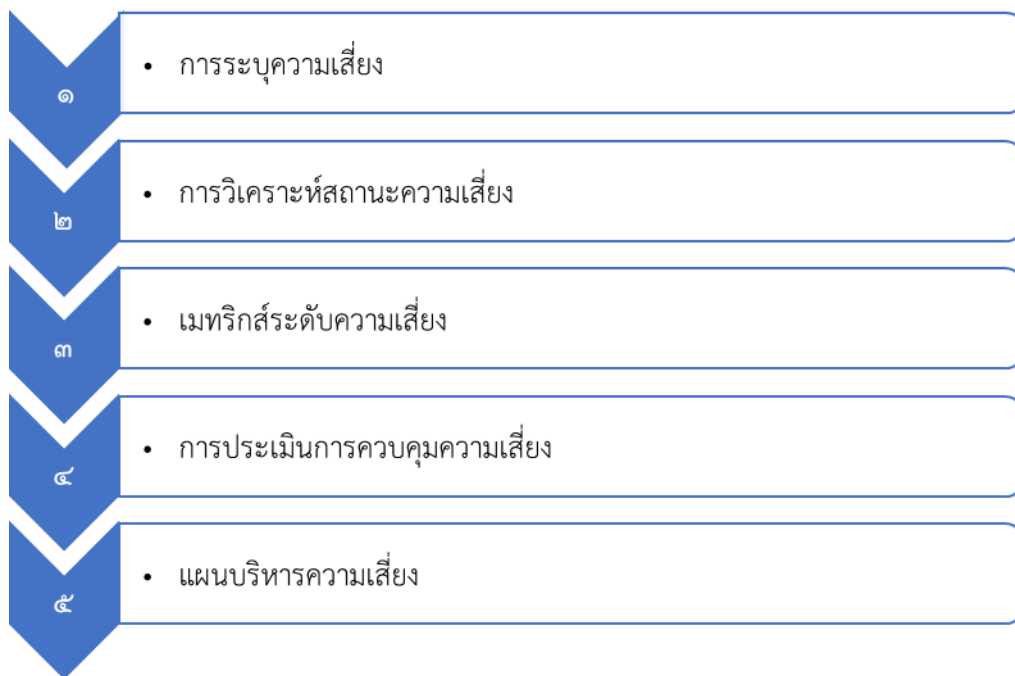 ๑
• การระบุความเสี่ยง
๒
• การวิเคราะห์สถานะความเสี่ยง
๓
• เมทริกส์ระดับความเสี่ยง
๔
• การประเมินการควบคุมความเสี่ยง
๕
• แผนบริหารความเสี่ยง